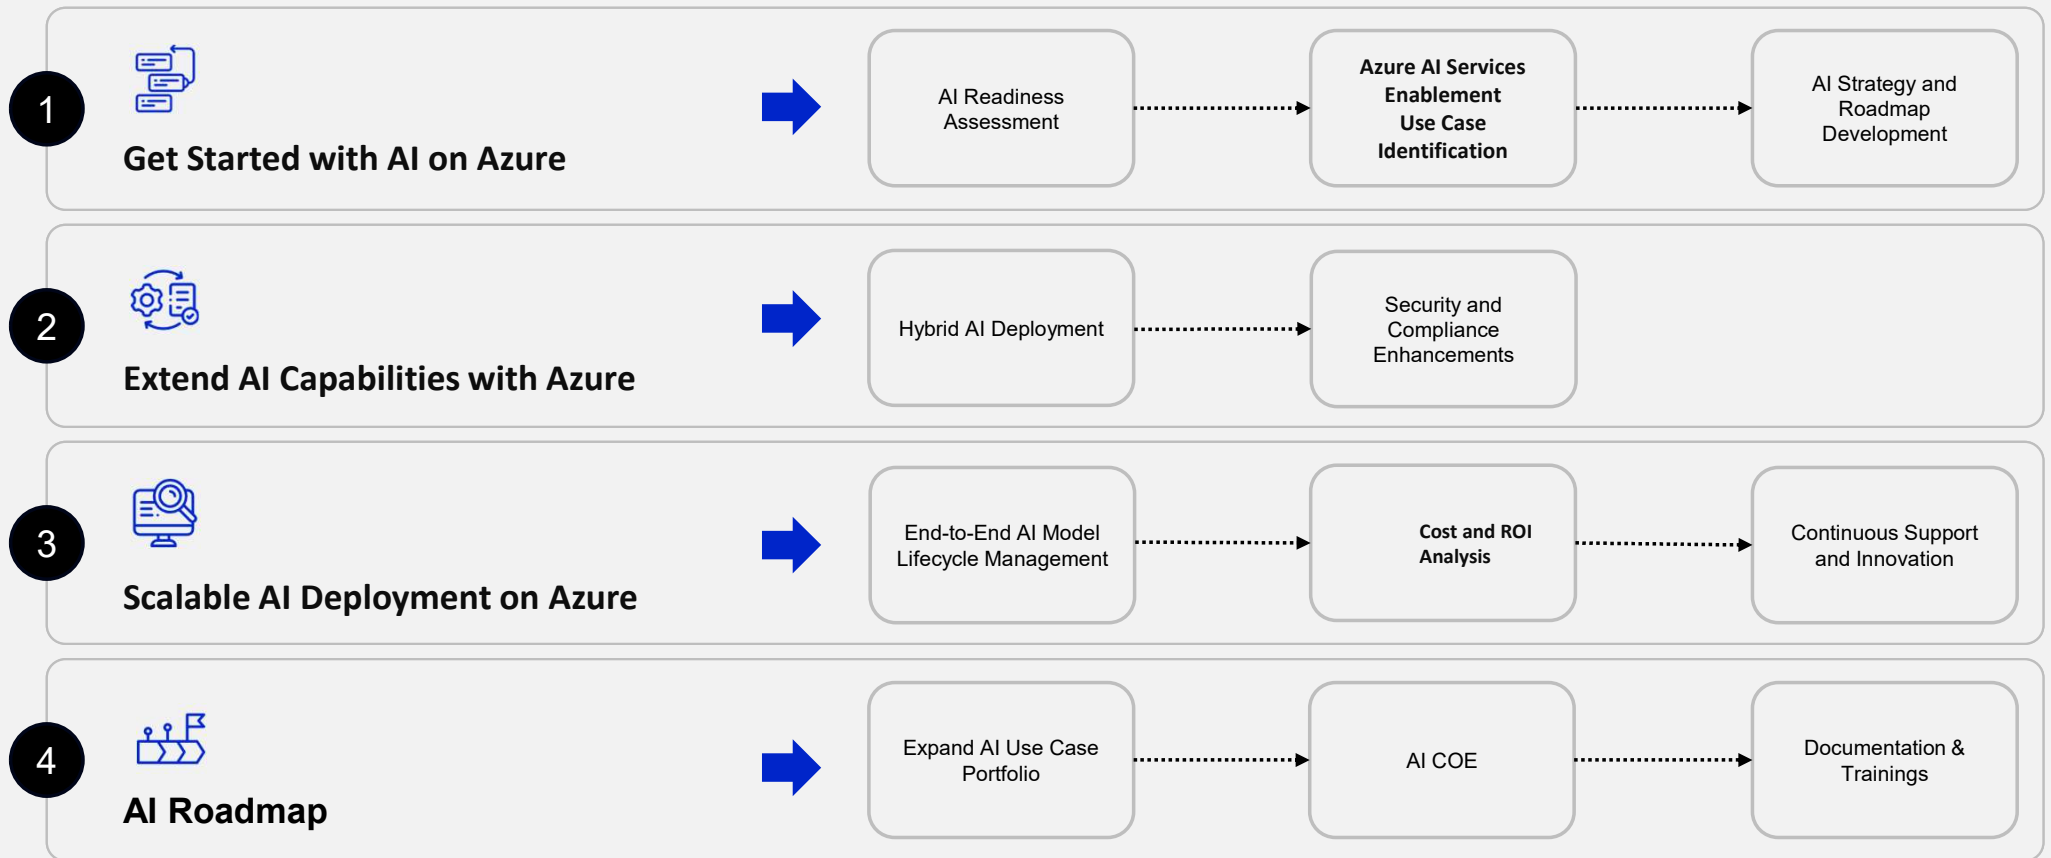 1
Get Started with AI on Azure
AI Readiness
Assessment
Azure AI Services
Enablement
Use Case
Identification
AI Strategy and
Roadmap
Development
2
Extend AI Capabilities with Azure
Hybrid AI Deployment
Security and
Compliance
Enhancements
3
Scalable AI Deployment on Azure
End-to-End AI Model
Lifecycle Management
Cost and ROI
Analysis
Continuous Support
and Innovation
4
AI Roadmap
Expand AI Use Case
Portfolio
AI COE
Documentation &
Trainings